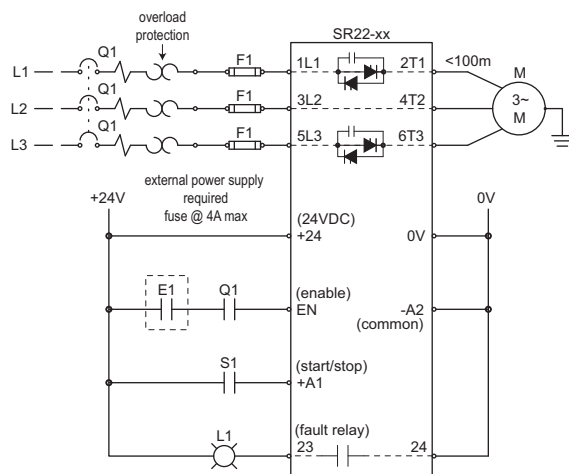 overload
protection
SR22-xx
L1 Q1 F1 1L1 2T1 <100m M
L2 Q1 F1 3L2 4T2 3~
M
L3 Q1 F1 5L3 6T3
external power supply
required
fuse @ 4A max
+24V 0V
(24VDC)
+24 0V
E1 Q1 (enable)
EN -A2
(common)
S1 (start/stop)
+A1
L1 (fault relay)
23 24